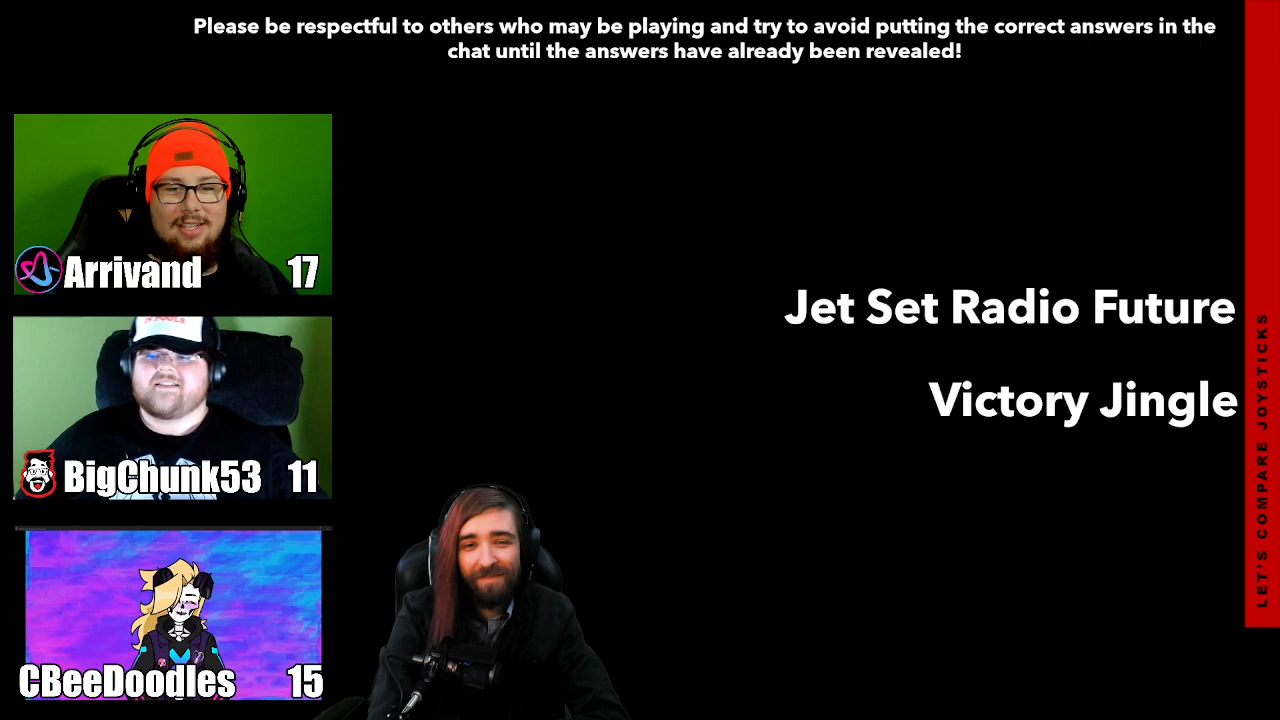 Please be respectful to others who may be playing and try to avoid putting the correct answers in the
chat until the answers have already been revealed!
Arrivand 17
BigChunk53 11
CBeeDoodles 15
Jet Set Radio Future
Victory Jingle
LET'S COMPARE JOYSTICKS